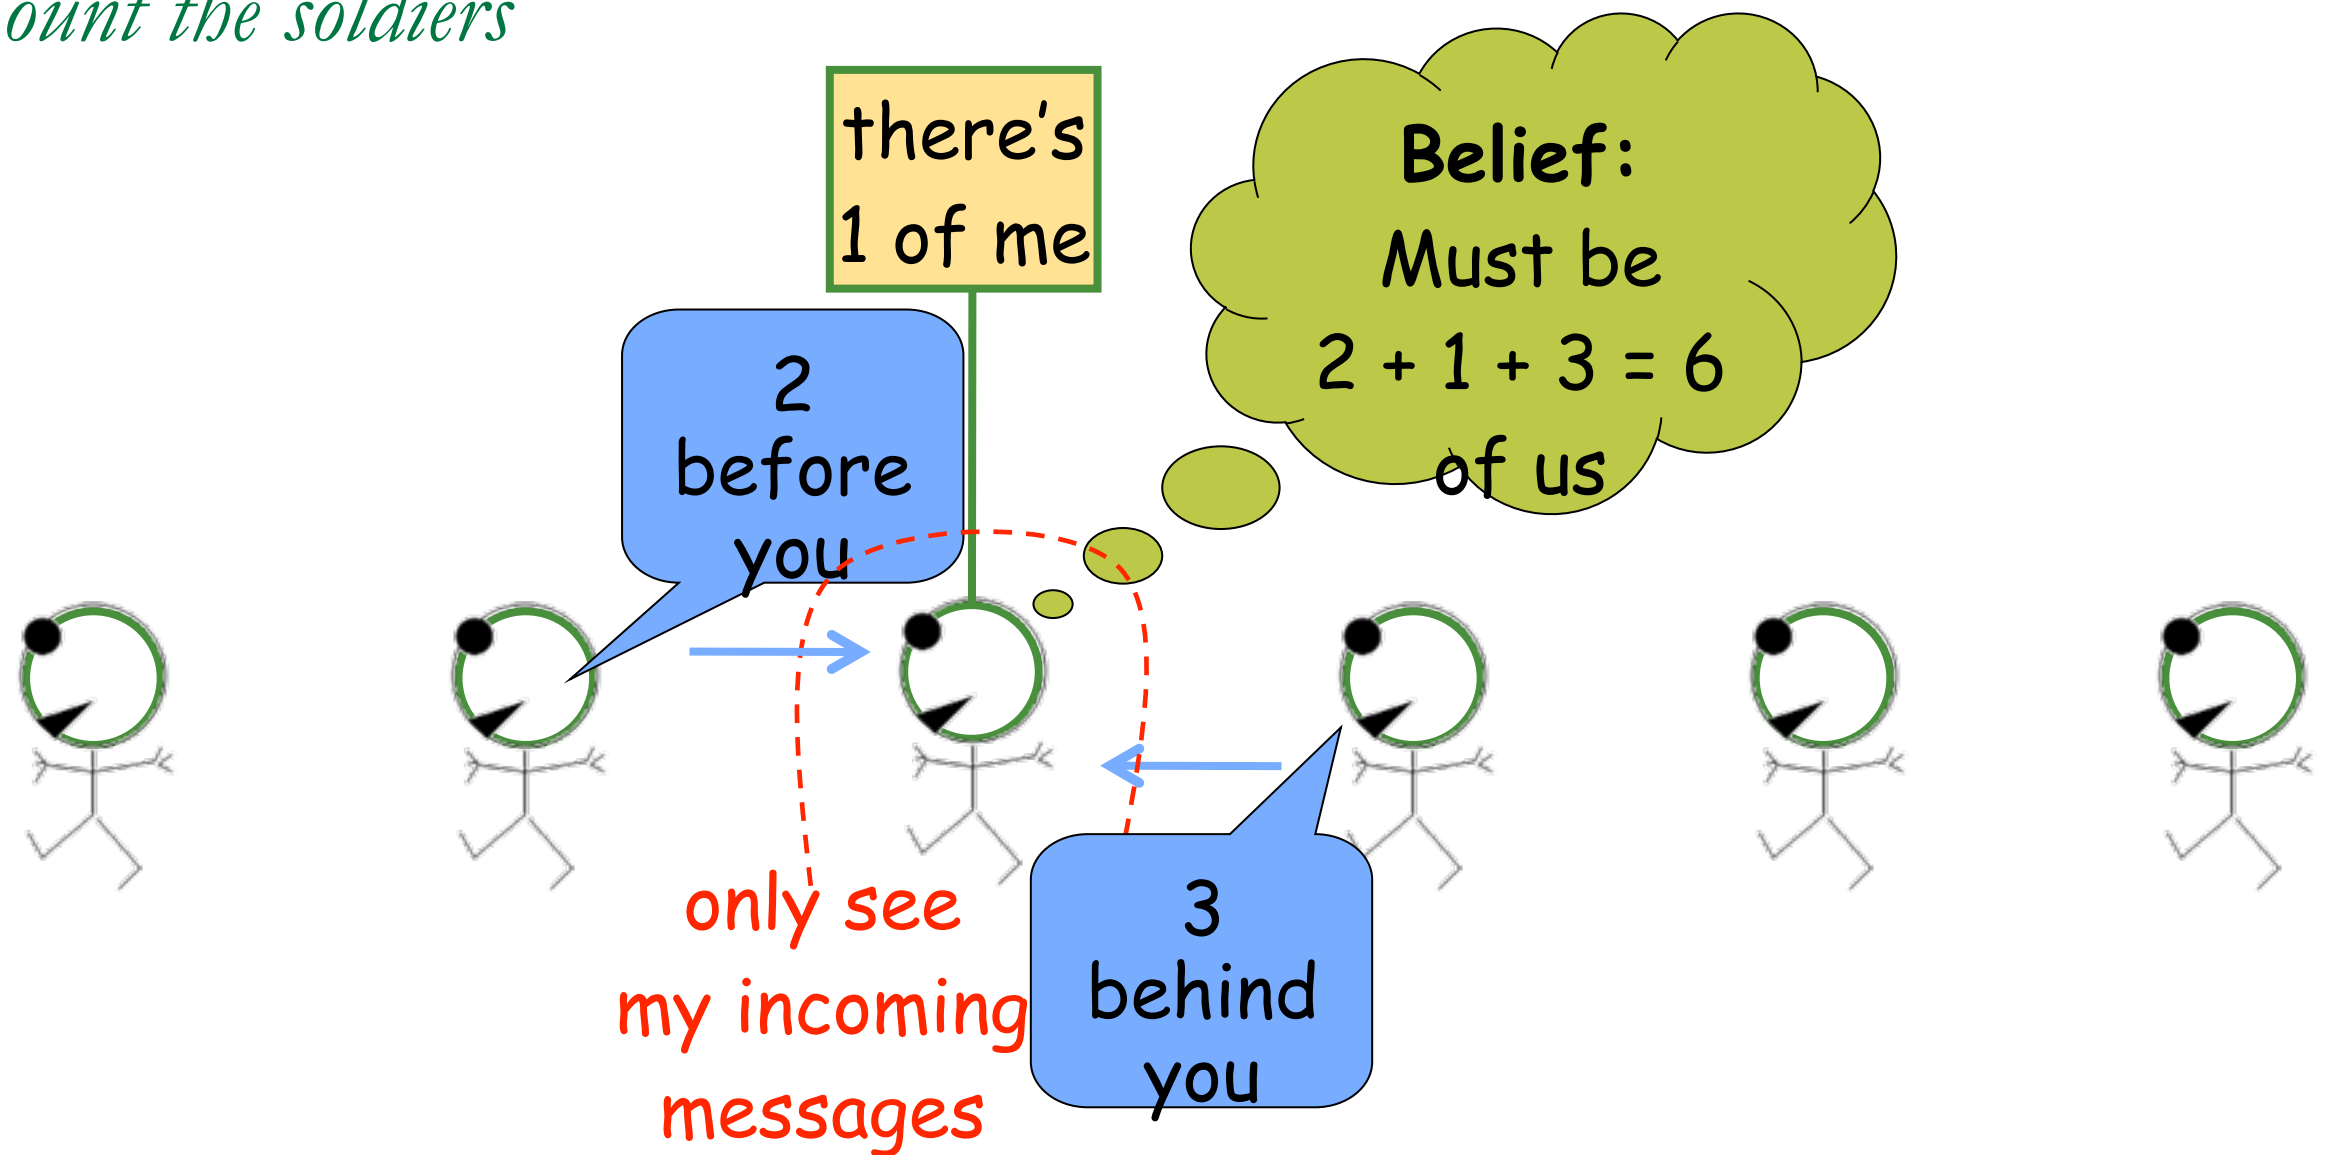 ount the soldiers
there's
1 of me
Belief:
Must be
2 + 1 + 3 = 6
of us
2
before
you
only see
my incoming
messages
3
behind
you